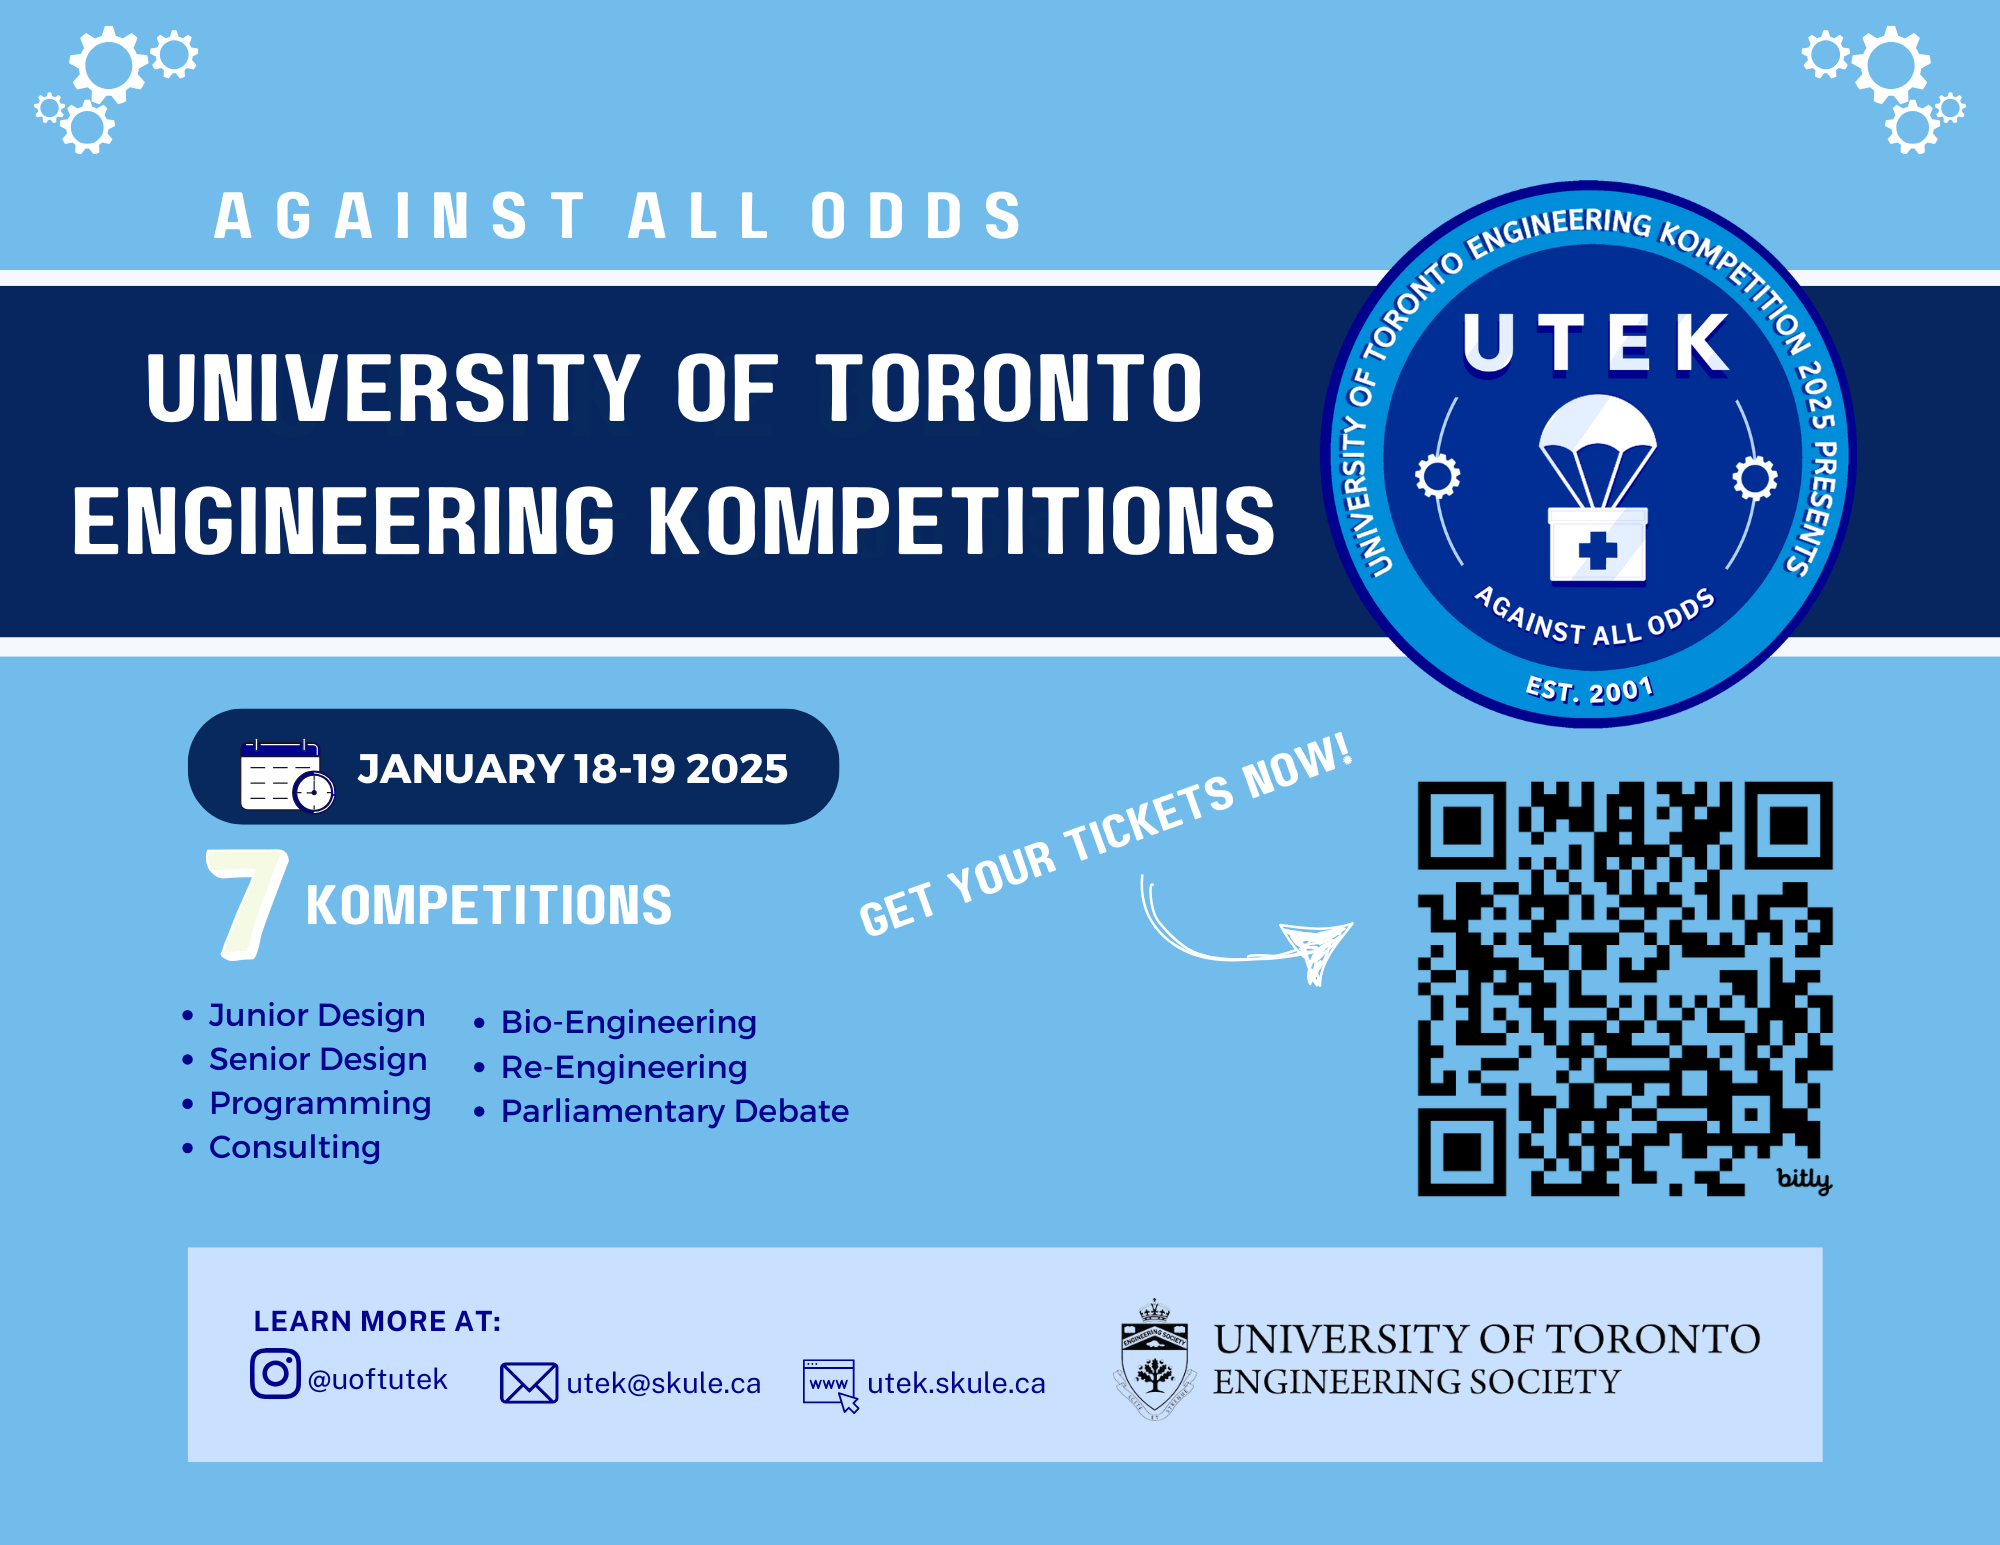 AGAINST ALL ODDS
UNIVERSITY OF TORONTO
ENGINEERING KOMPETITIONS
UNIVERSITY OF TORONTO ENGINEERING KOMPETITION 2025 PRESENTS
UTEK
AGAINST ALL ODDS
EST. 2001
JANUARY 18-19 2025
7 KOMPETITIONS
GET YOUR TICKETS NOW!
• Junior Design
• Senior Design
• Programming
• Consulting
• Bio-Engineering
• Re-Engineering
• Parliamentary Debate
bitly
LEARN MORE AT:
@uoftutek
utek@skule.ca
www
utek.skule.ca
ENGINEERING SOCIETY
UNIVERSITY OF TORONTO
ENGINEERING SOCIETY